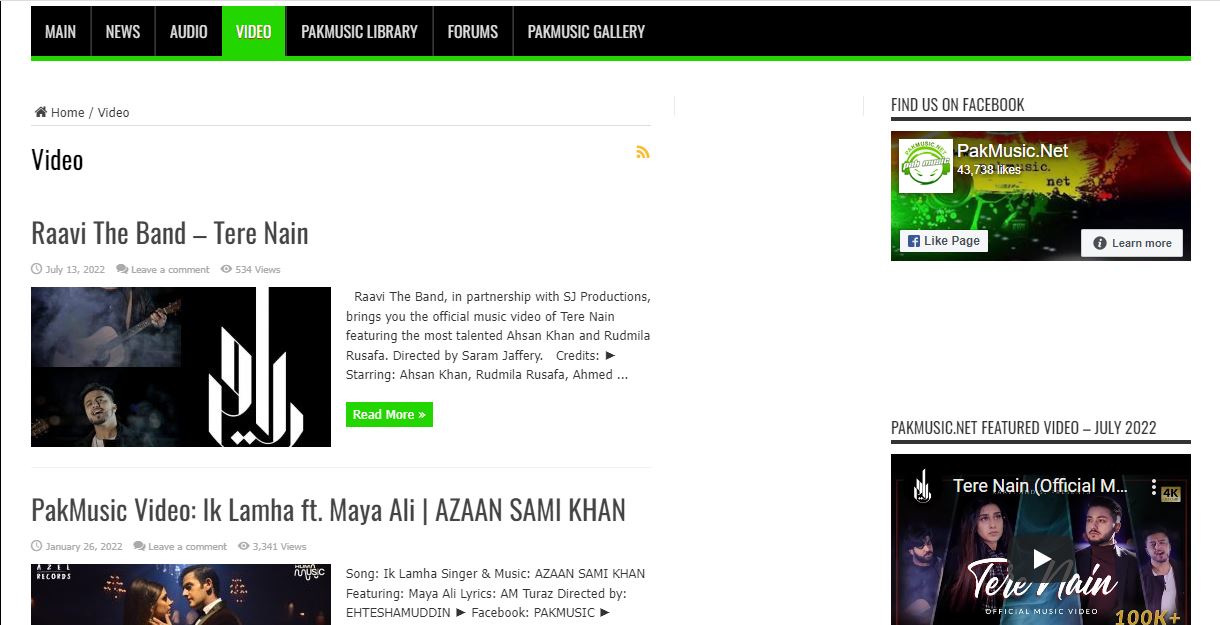 MAIN
NEWS
AUDIO
VIDEO
PAKMUSIC LIBRARY
FORUMS
PAKMUSIC GALLERY
Home / Video
Video
Raavi The Band – Tere Nain
July 13, 2022 Leave a comment 534 Views
Raavi The Band, in partnership with SJ Productions,
brings you the official music video of Tere Nain
featuring the most talented Ahsan Khan and Rudmila
Rusafa. Directed by Saram Jaffery. Credits: ►
Starring: Ahsan Khan, Rudmila Rusafa, Ahmed ...
Read More »
PakMusic Video: Ik Lamha ft. Maya Ali | AZAAN SAMI KHAN
January 26, 2022 Leave a comment 3,341 Views
AZEL
RECORDS
MUSIC
Song: Ik Lamha Singer & Music: AZAAN SAMI KHAN
Featuring: Maya Ali Lyrics: AM Turaz Directed by:
EHTESHAMUDDIN ► Facebook: PAKMUSIC ►
FIND US ON FACEBOOK
PAKMUSIC.NET
pak music
PakMusic.Net
43,738 likes
Like Page
Learn more
PAKMUSIC.NET FEATURED VIDEO – JULY 2022
Tere Nain (Official M...
4K
Tere Nain
OFFICIAL MUSIC VIDEO
100K+